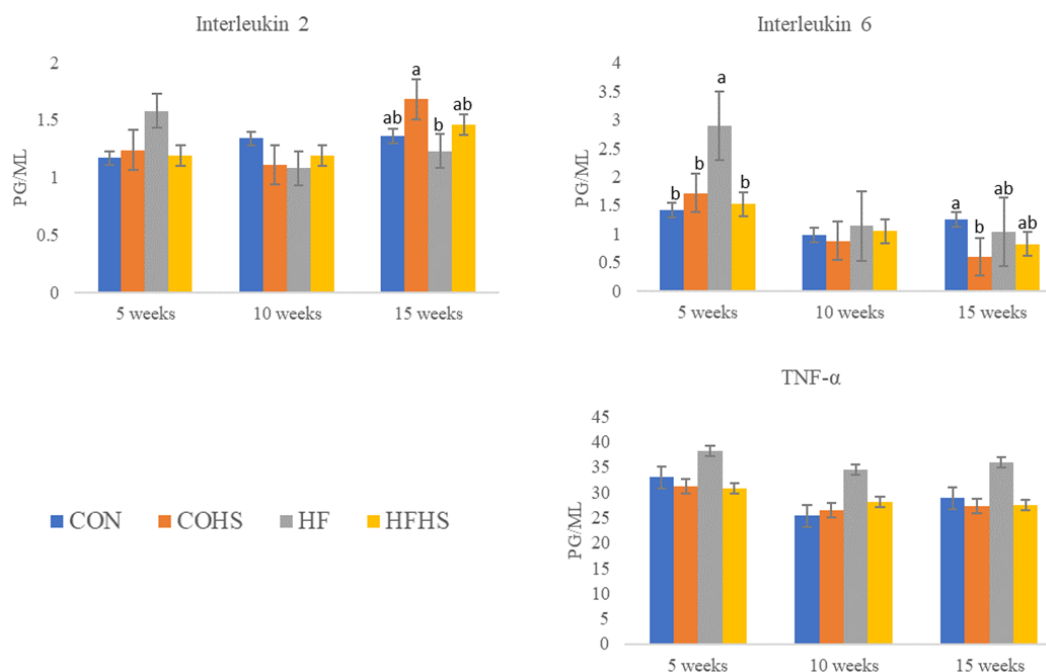 Interleukin 2
PG/ML
2
1.5
1
0.5
0
a
ab
b
ab
5 weeks
10 weeks
15 weeks
Interleukin 6
PG/ML
4
3.5
3
2.5
2
1.5
1
0.5
0
b
b
a
b
a
b
ab
ab
5 weeks
10 weeks
15 weeks
CON
COHS
HF
HFHS
TNF-α
PG/ML
45
40
35
30
25
20
15
10
5
0
5 weeks
10 weeks
15 weeks